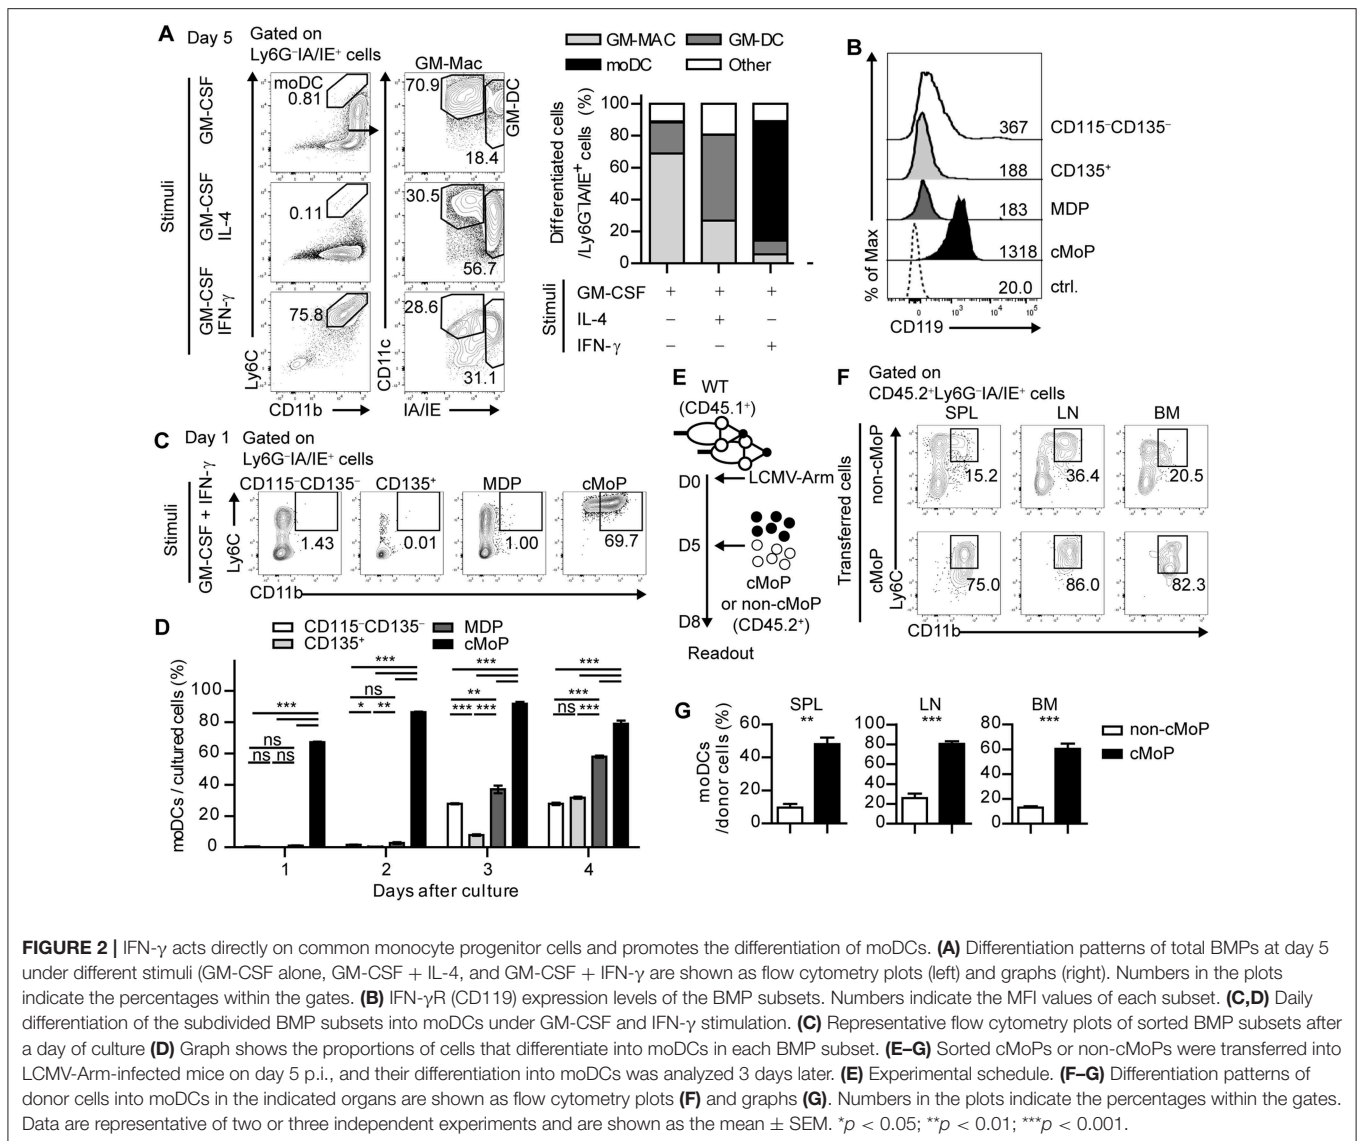 A Day 5 Gated on
Ly6G⁻IA/IE⁺ cells
GM-Mac
moDC
0.81
70.9
GM-DC
18.4
0.11
30.5
56.7
75.8
28.6
31.1
Stimuli
GM-CSF
GM-CSF
IL-4
GM-CSF
IFN-γ
Ly6C
CD11b
CD11c
IA/IE
GM-MAC GM-DC
moDC Other
Differentiated cells
/Ly6G⁻IA/IE⁺ cells (%)
100
80
60
40
20
0
Stimuli
GM-CSF + + +
IL-4 − + −
IFN-γ − − +
B
% of Max
367 CD115⁻CD135⁻
188 CD135⁺
183 MDP
1318 cMoP
20.0 ctrl.
CD119
C Day 1 Gated on
Ly6G⁻IA/IE⁺ cells
CD115⁻CD135⁻ CD135⁺ MDP cMoP
Stimuli
GM-CSF + IFN-γ
Ly6C
1.43 0.01 1.00 69.7
CD11b
D
CD115⁻CD135⁻ MDP
CD135⁺ cMoP
moDCs / cultured cells (%)
100
80
60
40
20
0
*** ns ns ns
*** ns * **
*** ** *** ***
*** *** ns ***
1 2 3 4
Days after culture
E
WT
(CD45.1⁺)
D0 LCMV-Arm
D5
cMoP
or non-cMoP
D8 (CD45.2⁺)
Readout
F Gated on
CD45.2⁺Ly6G⁻IA/IE⁺ cells
SPL LN BM
Transferred cells
non-cMoP
15.2 36.4 20.5
cMoP
75.0 86.0 82.3
Ly6C
CD11b
G
SPL LN BM
** *** ***
moDCs
/donor cells (%)
60
40
20
0
100
80
60
40
20
0
60
40
20
0
non-cMoP
cMoP
FIGURE 2 | IFN-γ acts directly on common monocyte progenitor cells and promotes the differentiation of moDCs. (A) Differentiation patterns of total BMPs at day 5
under different stimuli (GM-CSF alone, GM-CSF + IL-4, and GM-CSF + IFN-γ are shown as flow cytometry plots (left) and graphs (right). Numbers in the plots
indicate the percentages within the gates. (B) IFN-γR (CD119) expression levels of the BMP subsets. Numbers indicate the MFI values of each subset. (C,D) Daily
differentiation of the subdivided BMP subsets into moDCs under GM-CSF and IFN-γ stimulation. (C) Representative flow cytometry plots of sorted BMP subsets after
a day of culture (D) Graph shows the proportions of cells that differentiate into moDCs in each BMP subset. (E–G) Sorted cMoPs or non-cMoPs were transferred into
LCMV-Arm-infected mice on day 5 p.i., and their differentiation into moDCs was analyzed 3 days later. (E) Experimental schedule. (F–G) Differentiation patterns of
donor cells into moDCs in the indicated organs are shown as flow cytometry plots (F) and graphs (G). Numbers in the plots indicate the percentages within the gates.
Data are representative of two or three independent experiments and are shown as the mean ± SEM. *p < 0.05; **p < 0.01; ***p < 0.001.